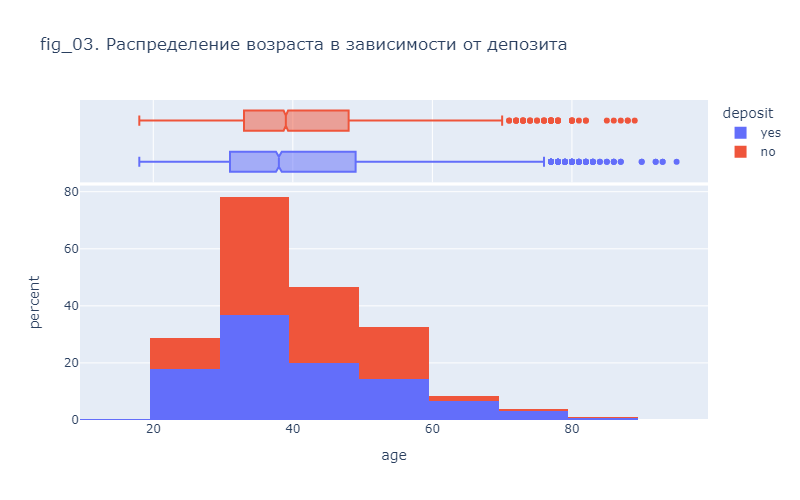 fig_03. Распределение возраста в зависимости от депозита
deposit
yes
no
80
60
40
20
0
percent
20 40 60 80
age